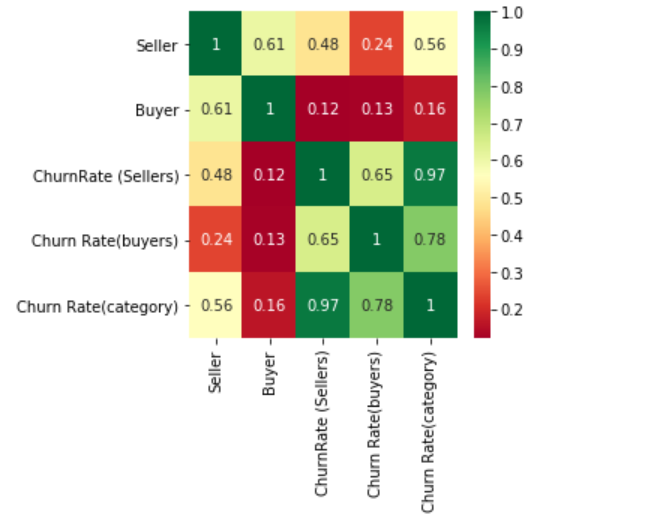 Seller 1 0.61 0.48 0.24 0.56
Buyer 0.61 1 0.12 0.13 0.16
ChurnRate (Sellers) 0.48 0.12 1 0.65 0.97
Churn Rate(buyers) 0.24 0.13 0.65 1 0.78
Churn Rate(category) 0.56 0.16 0.97 0.78 1
Seller
Buyer
ChurnRate (Sellers)
Churn Rate(buyers)
Churn Rate(category)
1.0
0.9
0.8
0.7
0.6
0.5
0.4
0.3
0.2